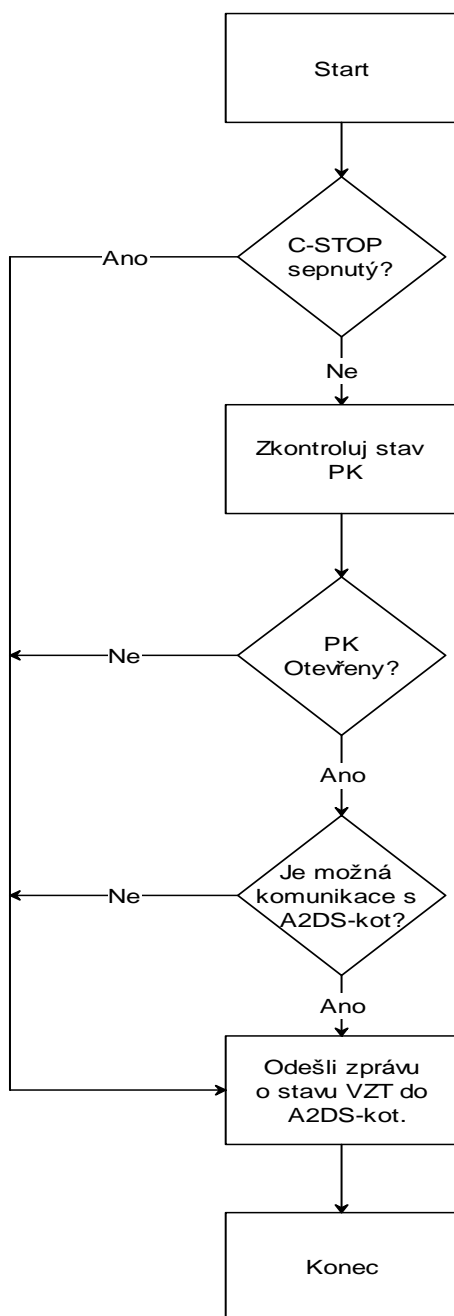 Start
C-STOP
sepnutý?
Ano
Ne
Zkontroluj stav
PK
PK
Otevřeny?
Ne
Ano
Je možná
komunikace s
A2DS-kot?
Ne
Ano
Odešli zprávu
o stavu VZT do
A2DS-kot.
Konec